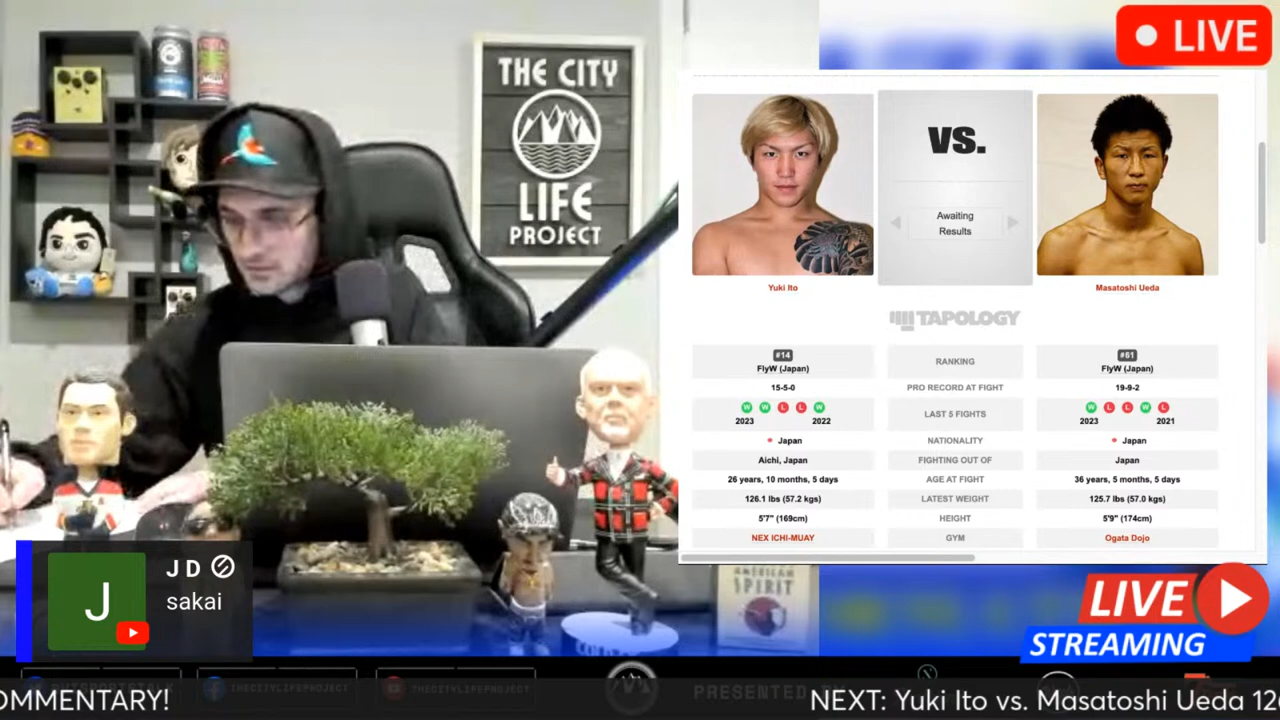 LIVE
THE CITY
LIFE
PROJECT
VS.
Awaiting
Results
Yuki Ito
Masatoshi Ueda
TAPOLOGY
#14
FlyW (Japan)
RANKING
#61
FlyW (Japan)
15-5-0
PRO RECORD AT FIGHT
19-9-2
W W L L W
2023 2022
LAST 5 FIGHTS
W L L W L
2023 2021
Japan
NATIONALITY
Japan
Aichi, Japan
FIGHTING OUT OF
Japan
26 years, 10 months, 5 days
AGE AT FIGHT
36 years, 5 months, 5 days
126.1 lbs (57.2 kgs)
LATEST WEIGHT
125.7 lbs (57.0 kgs)
5'7" (169cm)
HEIGHT
5'9" (174cm)
NEX ICHI-MUAY
GYM
Ogata Dojo
AMERICAN
SPIRIT
J
J D
sakai
LIVE
STREAMING
THECITYLIFEPROJECT
THECITYLIFEPROJECT
PRESENTED BY
OMMENTARY!
NEXT: Yuki Ito vs. Masatoshi Ueda 12